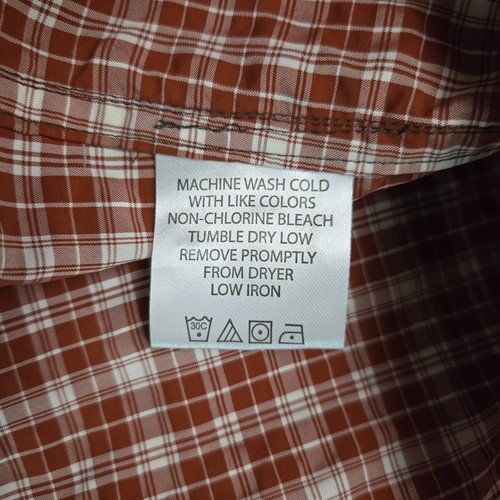 MACHINE WASH COLD
WITH LIKE COLORS
NON-CHLORINE BLEACH
TUMBLE DRY LOW
REMOVE PROMPTLY
FROM DRYER
LOW IRON
30C